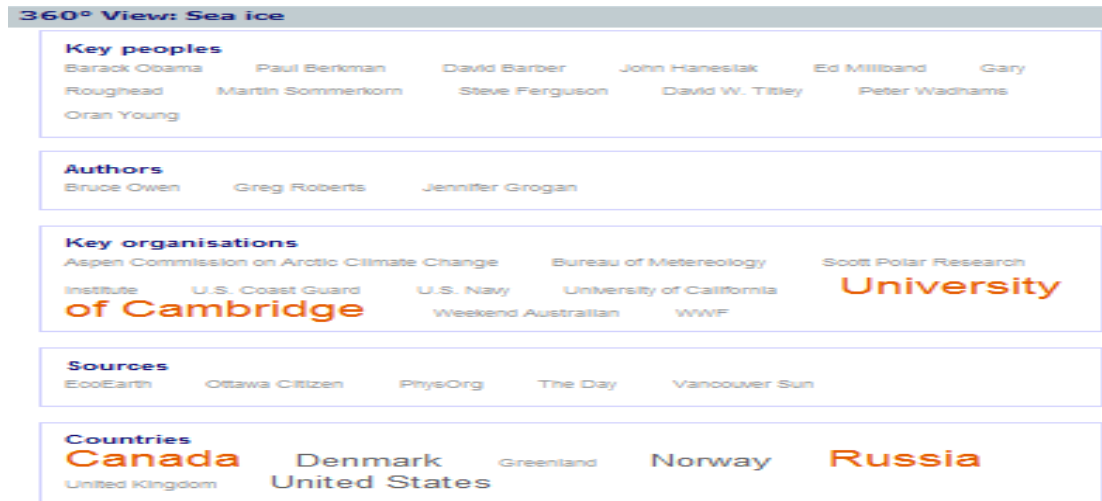 360° View: Sea ice
Key peoples
Barack Obama Paul Berkman David Barber John Hanesiak Ed Miliband Gary
Roughead Martin Sommerkorn Steve Ferguson David W. Titley Peter Wadhams
Oran Young
Authors
Bruce Owen Greg Roberts Jennifer Grogan
Key organisations
Aspen Commission on Arctic Climate Change Bureau of Metereology Scott Polar Research
Institute U.S. Coast Guard U.S. Navy University of California University
of Cambridge Weekend Australian WWF
Sources
EcoEarth Ottawa Citizen PhysOrg The Day Vancouver Sun
Countries
Canada Denmark Greenland Norway Russia
United Kingdom United States